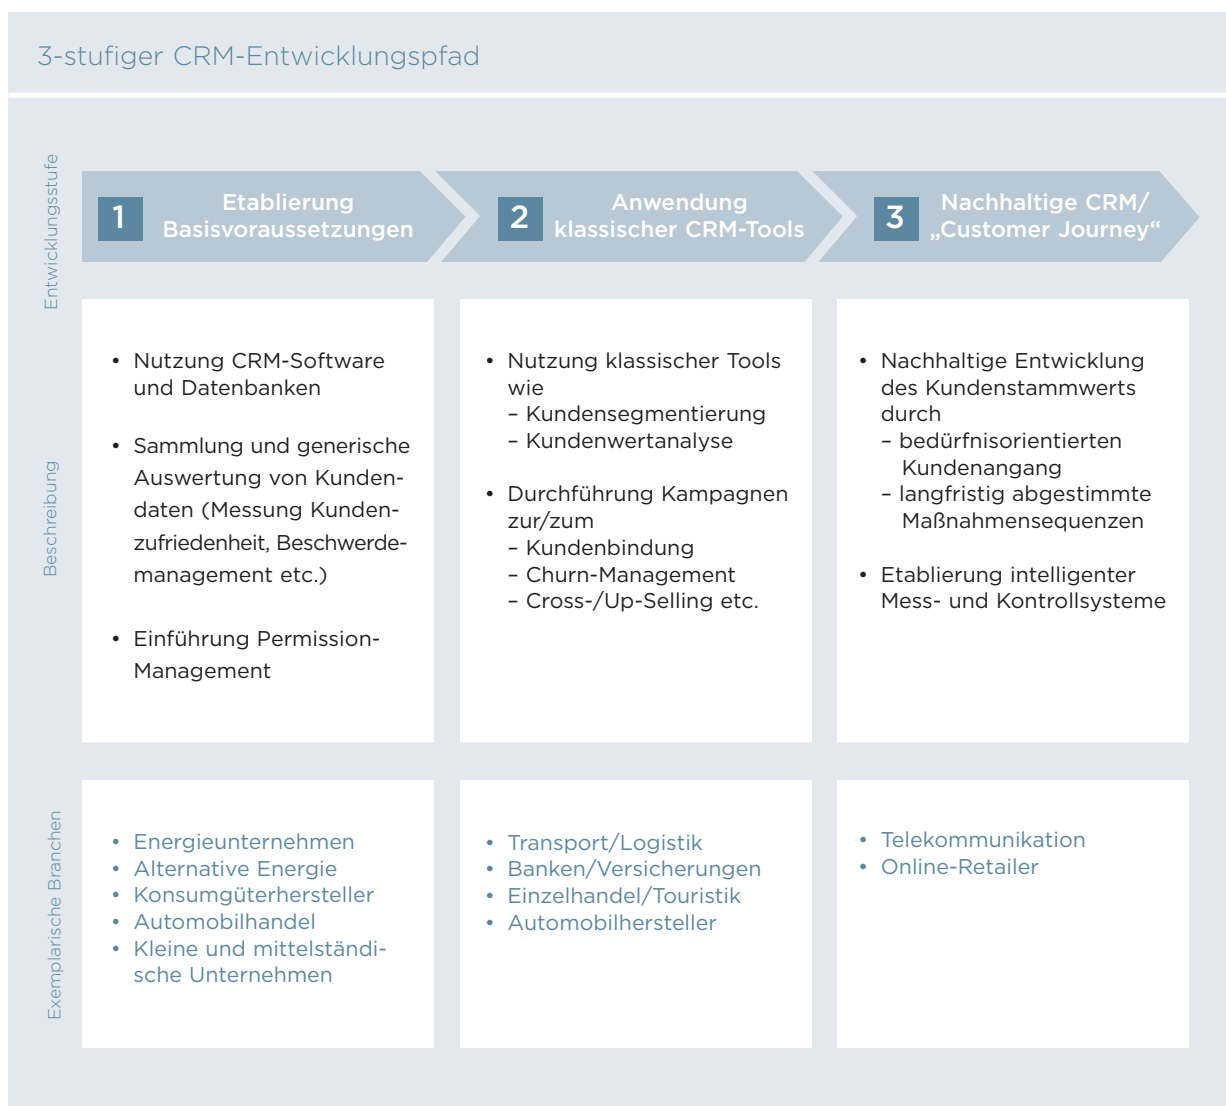 3-stufiger CRM-Entwicklungspfad
Entwicklungsstufe
1
Etablierung
Basisvoraussetzungen
2
Anwendung
klassischer CRM-Tools
3
Nachhaltige CRM/
„Customer Journey“
Beschreibung
• Nutzung CRM-Software
und Datenbanken
• Sammlung und generische
Auswertung von Kunden-
daten (Messung Kunden-
zufriedenheit, Beschwerde-
management etc.)
• Einführung Permission-
Management
• Nutzung klassischer Tools
wie
– Kundensegmentierung
– Kundenwertanalyse
• Durchführung Kampagnen
zur/zum
– Kundenbindung
– Churn-Management
– Cross-/Up-Selling etc.
• Nachhaltige Entwicklung
des Kundenstammwerts
durch
– bedürfnisorientierten
Kundenangang
– langfristig abgestimmte
Maßnahmensequenzen
• Etablierung intelligenter
Mess- und Kontrollsysteme
Exemplarische Branchen
• Energieunternehmen
• Alternative Energie
• Konsumgüterhersteller
• Automobilhandel
• Kleine und mittelständi-
sche Unternehmen
• Transport/Logistik
• Banken/Versicherungen
• Einzelhandel/Touristik
• Automobilhersteller
• Telekommunikation
• Online-Retailer